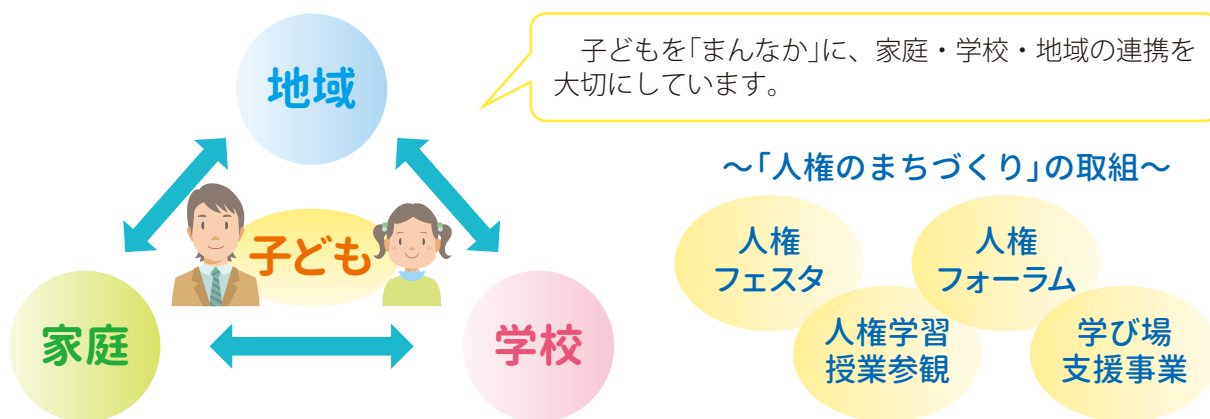 地域
子どもを「まんなか」に、家庭・学校・地域の連携を
大切にしています。
子ども
家庭
学校
～「人権のまちづくり」の取組～
人権
フェスタ
人権
フォーラム
人権学習
授業参観
学び場
支援事業